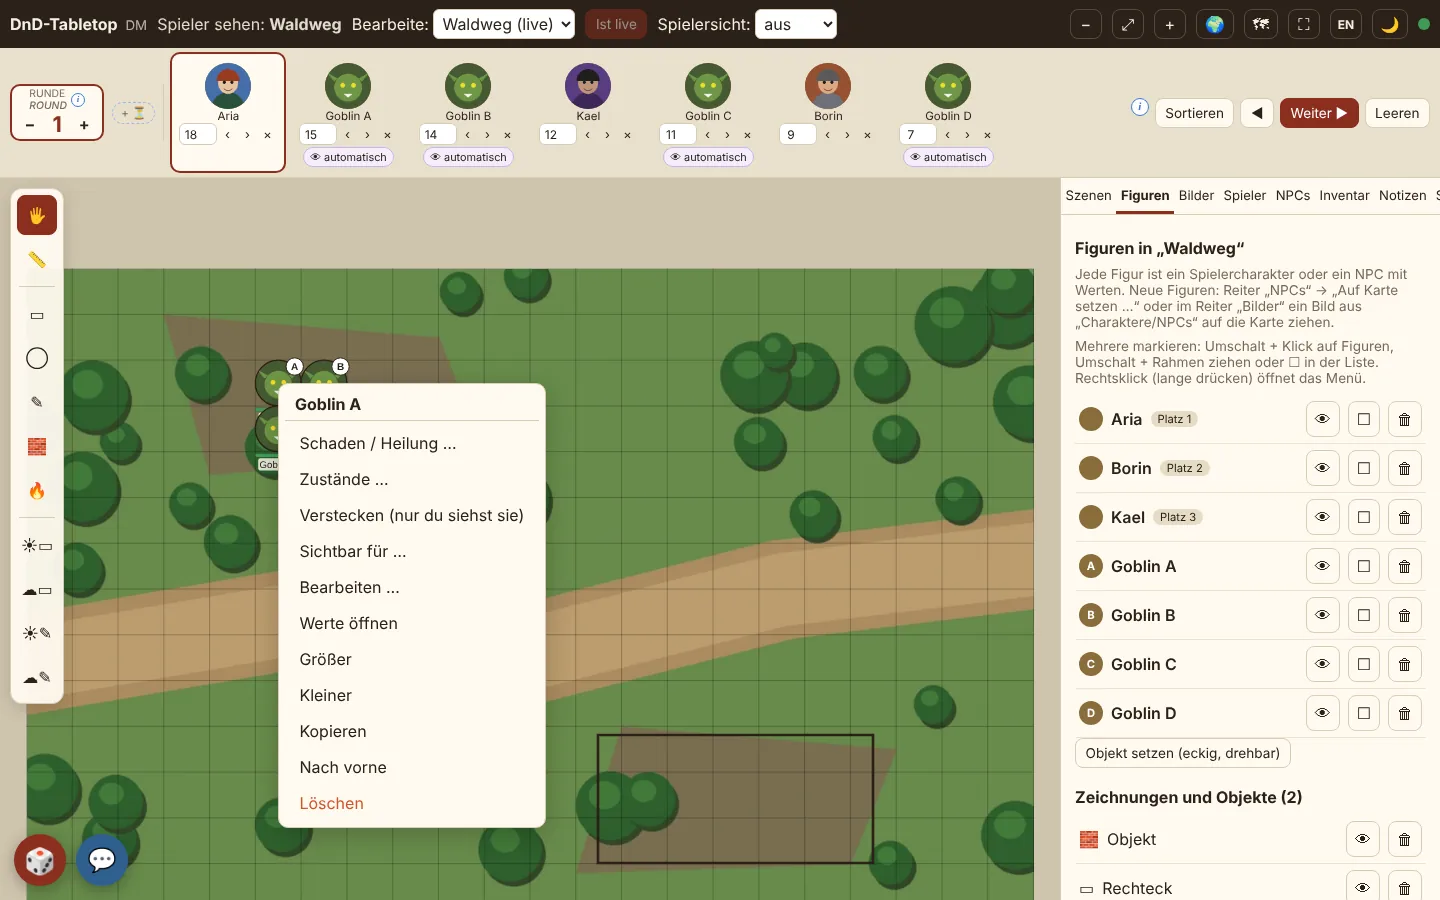 DnD-Tabletop DM Spieler sehen: Waldweg Bearbeite: Waldweg (live) Ist live Spielersicht: aus EN
RUNDE
ROUND
− 1 +
+
Aria
18 ‹ › ×
Goblin A
15 ‹ › ×
automatisch
Goblin B
14 ‹ › ×
automatisch
Kael
12 ‹ › ×
Goblin C
11 ‹ › ×
automatisch
Borin
9 ‹ › ×
Goblin D
7 ‹ › ×
automatisch
i Sortieren ◀ Weiter ▶ Leeren
Szenen Figuren Bilder Spieler NPCs Inventar Notizen
A B
Gob
Goblin A
Schaden / Heilung ...
Zustände ...
Verstecken (nur du siehst sie)
Sichtbar für ...
Bearbeiten ...
Werte öffnen
Größer
Kleiner
Kopieren
Nach vorne
Löschen
Figuren in „Waldweg“
Jede Figur ist ein Spielercharakter oder ein NPC mit
Werten. Neue Figuren: Reiter „NPCs“ → „Auf Karte
setzen ...“ oder im Reiter „Bilder“ ein Bild aus
„Charaktere/NPCs“ auf die Karte ziehen.
Mehrere markieren: Umschalt + Klick auf Figuren,
Umschalt + Rahmen ziehen oder ☐ in der Liste.
Rechtsklick (lange drücken) öffnet das Menü.
Aria Platz 1
Borin Platz 2
Kael Platz 3
A Goblin A
B Goblin B
C Goblin C
D Goblin D
Objekt setzen (eckig, drehbar)
Zeichnungen und Objekte (2)
Objekt
Rechteck